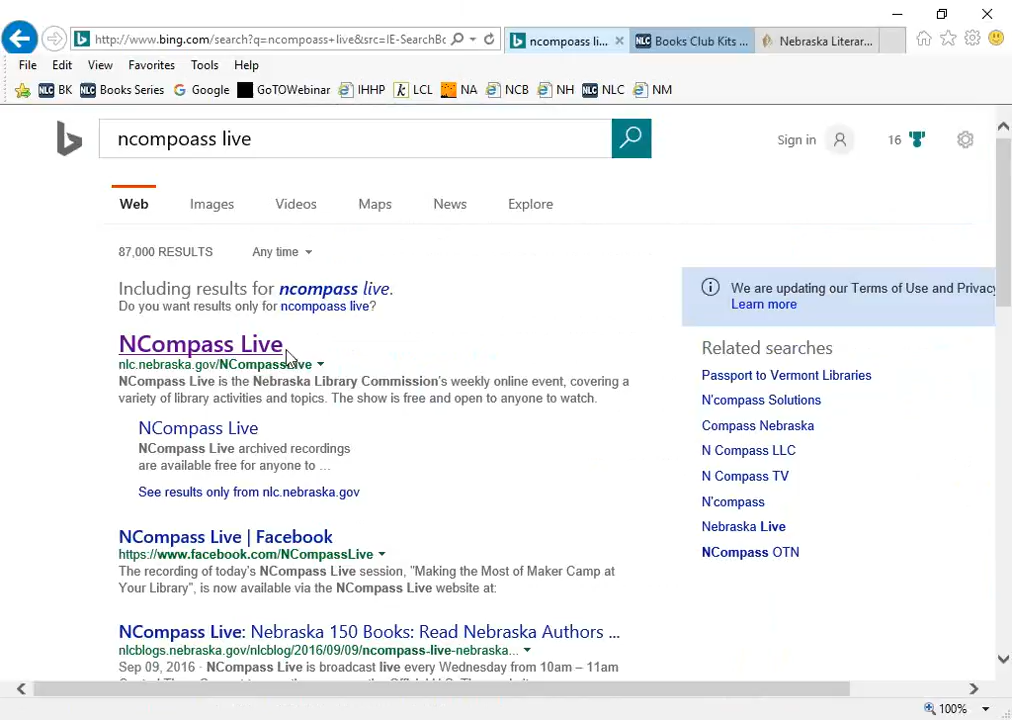 http://www.bing.com/search?q=ncompoass+live&src=IE-SearchBo
ncompoass li...
Books Club Kits ...
Nebraska Literar...
File Edit View Favorites Tools Help
NLC BK NLC Books Series Google GoTOWebinar IHHP k LCL NA NCB NH NLC NLC NM
ncompoass live
Sign in
16
Web Images Videos Maps News Explore
87,000 RESULTS Any time
Including results for ncompass live.
Do you want results only for ncompoass live?
NCompass Live
nlc.nebraska.gov/NCompassLive
NCompass Live is the Nebraska Library Commission's weekly online event, covering a
variety of library activities and topics. The show is free and open to anyone to watch.
NCompass Live
NCompass Live archived recordings
are available free for anyone to ...
See results only from nlc.nebraska.gov
NCompass Live | Facebook
https://www.facebook.com/NCompassLive
The recording of today's NCompass Live session, "Making the Most of Maker Camp at
Your Library", is now available via the NCompass Live website at:
NCompass Live: Nebraska 150 Books: Read Nebraska Authors ...
nlcblogs.nebraska.gov/nlcblog/2016/09/09/ncompass-live-nebraska...
Sep 09, 2016 · NCompass Live is broadcast live every Wednesday from 10am – 11am
We are updating our Terms of Use and Privacy
Learn more
Related searches
Passport to Vermont Libraries
N'compass Solutions
Compass Nebraska
N Compass LLC
N Compass TV
N'compass
Nebraska Live
NCompass OTN
100%